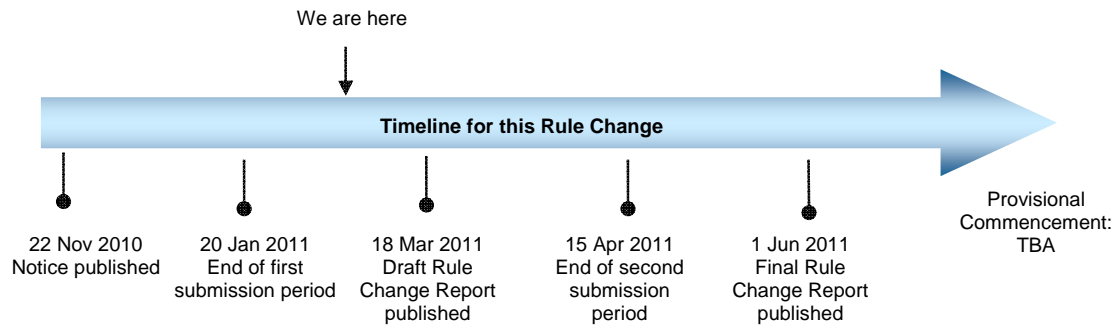 We are here
Timeline for this Rule Change
22 Nov 2010
Notice published
20 Jan 2011
End of first
submission period
18 Mar 2011
Draft Rule
Change Report
published
15 Apr 2011
End of second
submission
period
1 Jun 2011
Final Rule
Change Report
published
Provisional
Commencement:
TBA